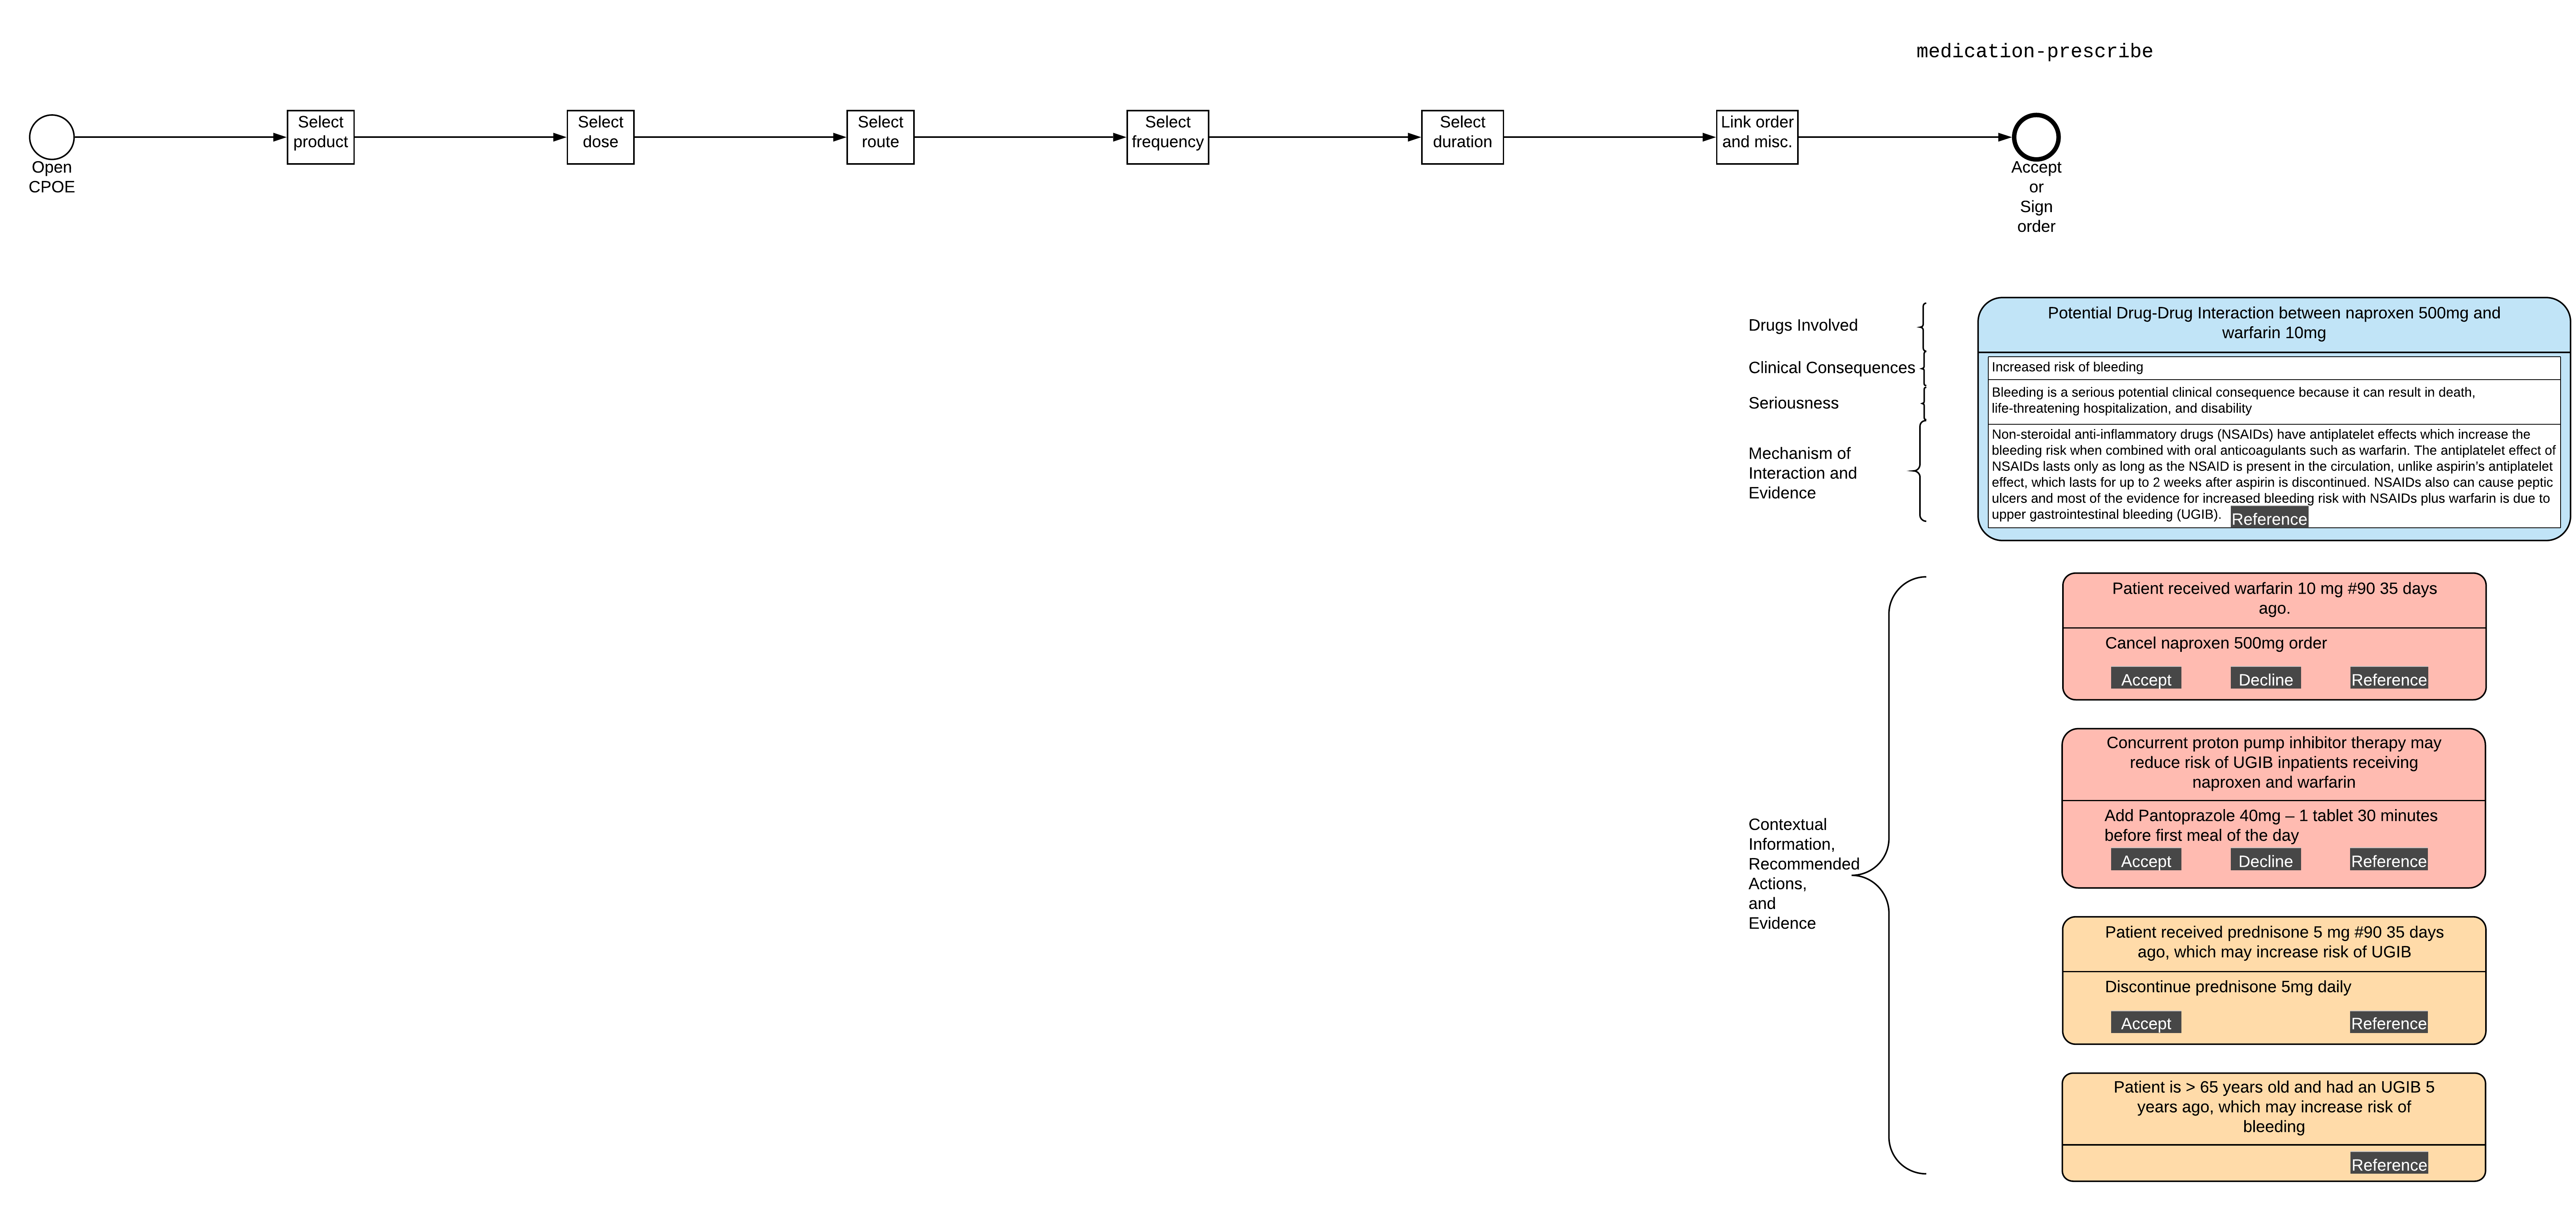 medication-prescribe
Open
CPOE
Select
product
Select
dose
Select
route
Select
frequency
Select
duration
Link order
and misc.
Accept
or
Sign
order
Drugs Involved
Clinical Consequences
Seriousness
Mechanism of
Interaction and
Evidence
Potential Drug-Drug Interaction between naproxen 500mg and
warfarin 10mg
Increased risk of bleeding
Bleeding is a serious potential clinical consequence because it can result in death,
life-threatening hospitalization, and disability
Non-steroidal anti-inflammatory drugs (NSAIDs) have antiplatelet effects which increase the
bleeding risk when combined with oral anticoagulants such as warfarin. The antiplatelet effect of
NSAIDs lasts only as long as the NSAID is present in the circulation, unlike aspirin’s antiplatelet
effect, which lasts for up to 2 weeks after aspirin is discontinued. NSAIDs also can cause peptic
ulcers and most of the evidence for increased bleeding risk with NSAIDs plus warfarin is due to
upper gastrointestinal bleeding (UGIB). Reference
Contextual
Information,
Recommended
Actions,
and
Evidence
Patient received warfarin 10 mg #90 35 days
ago.
Cancel naproxen 500mg order
Accept Decline Reference
Concurrent proton pump inhibitor therapy may
reduce risk of UGIB inpatients receiving
naproxen and warfarin
Add Pantoprazole 40mg – 1 tablet 30 minutes
before first meal of the day
Accept Decline Reference
Patient received prednisone 5 mg #90 35 days
ago, which may increase risk of UGIB
Discontinue prednisone 5mg daily
Accept Reference
Patient is > 65 years old and had an UGIB 5
years ago, which may increase risk of
bleeding
Reference